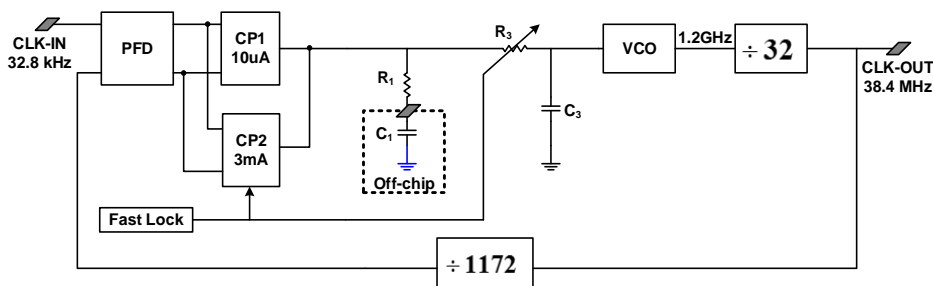 CLK-IN
32.8 kHz
PFD
CP1
10uA
CP2
3mA
Fast Lock
R1
C1
Off-chip
R3
C3
VCO
1.2GHz
÷ 32
CLK-OUT
38.4 MHz
÷ 1172